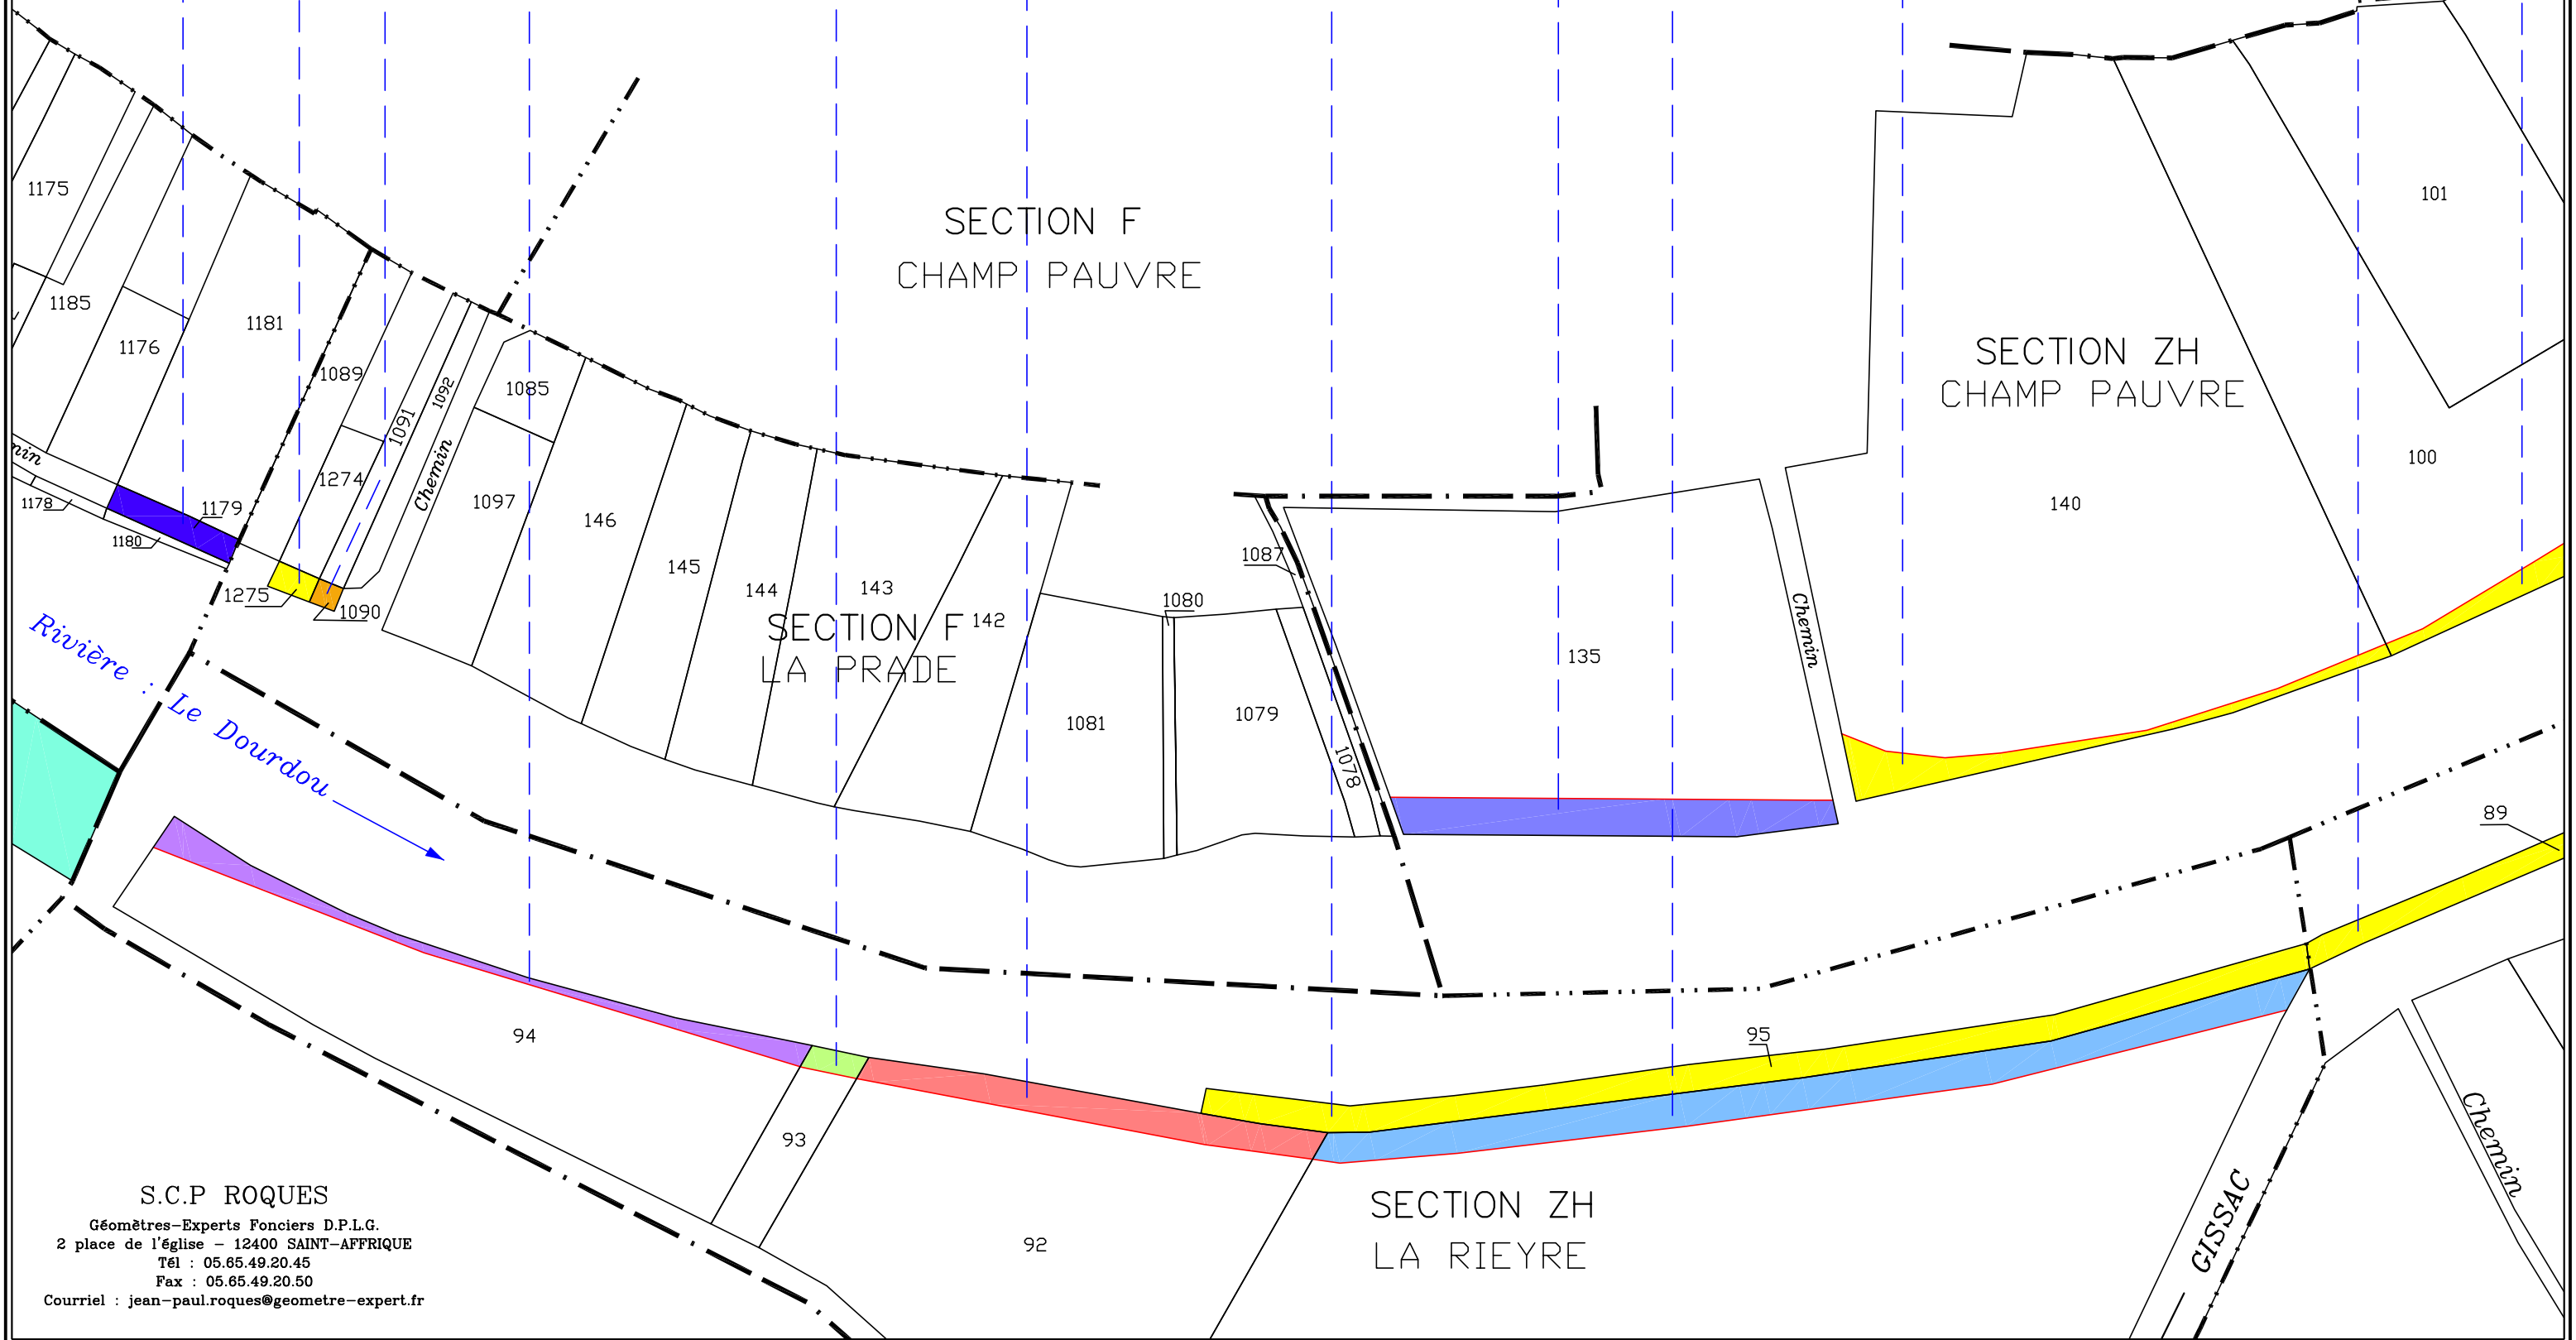 101
1175
SECTION F
CHAMP PAUVRE
1185
1181
1176
SECTION ZH
CHAMP PAUVRE
1089
1085
1092
1091
Chemin
100
1274
1097
140
1179
1178
1180
146
145
144
143
142
1087
1080
1275
1090
Rivière : Le Dourdou
SECTION F
LA PRADE
135
Chemin
1081
1079
1078
89
94
95
93
92
Chemin
SECTION ZH
LA RIEYRE
GISSAC
S.C.P ROQUES
Géomètres-Experts Fonciers D.P.L.G.
2 place de l'église - 12400 SAINT-AFFRIQUE
Tél : 05.65.49.20.45
Fax : 05.65.49.20.50
Courriel : jean-paul.roques@geometre-expert.fr